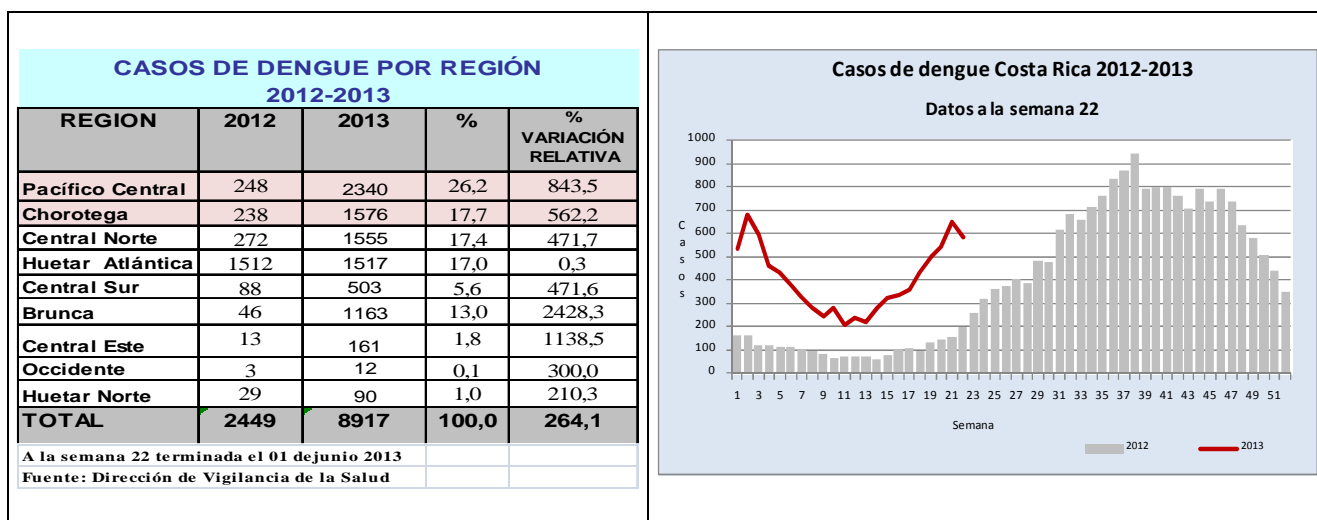 CASOS DE DENGUE POR REGIÓN
2012-2013
REGION 2012 2013 % % VARIACIÓN RELATIVA
Pacífico Central 248 2340 26,2 843,5
Chorotega 238 1576 17,7 562,2
Central Norte 272 1555 17,4 471,7
Huetar Atlántica 1512 1517 17,0 0,3
Central Sur 88 503 5,6 471,6
Brunca 46 1163 13,0 2428,3
Central Este 13 161 1,8 1138,5
Occidente 3 12 0,1 300,0
Huetar Norte 29 90 1,0 210,3
TOTAL 2449 8917 100,0 264,1
A la semana 22 terminada el 01 dejunio 2013
Fuente: Dirección de Vigilancia de la Salud
Casos de dengue Costa Rica 2012-2013
Datos a la semana 22
Casos
1000
900
800
700
600
500
400
300
200
100
0
1 3 5 7 9 11 13 15 17 19 21 23 25 27 29 31 33 35 37 39 41 43 45 47 49 51
Semana
2012 2013